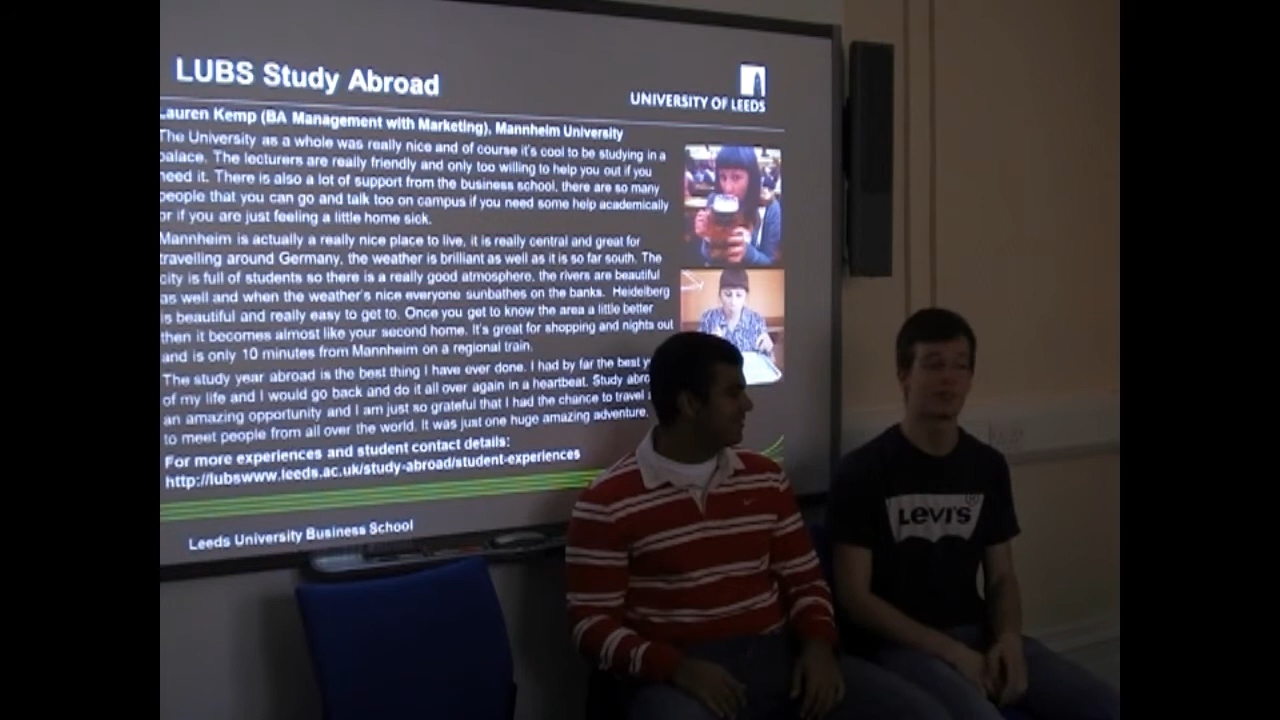 LUBS Study Abroad
UNIVERSITY OF LEEDS
Lauren Kemp (BA Management with Marketing), Mannheim University
The University as a whole was really nice and of course it's cool to be studying in a
palace. The lecturers are really friendly and only too willing to help you out if you
need it. There is also a lot of support from the business school, there are so many
people that you can go and talk too on campus if you need some help academically
or if you are just feeling a little home sick.
Mannheim is actually a really nice place to live, it is really central and great for
travelling around Germany, the weather is brilliant as well as it is so far south. The
city is full of students so there is a really good atmosphere, the rivers are beautiful
as well and when the weather's nice everyone sunbathes on the banks. Heidelberg
is beautiful and really easy to get to. Once you get to know the area a little better
then it becomes almost like your second home. It's great for shopping and nights out
and is only 10 minutes from Mannheim on a regional train.
The study year abroad is the best thing I have ever done. I had by far the best
of my life and I would go back and do it all over again in a heartbeat. Study
an amazing opportunity and I am just so grateful that I had the chance to travel
to meet people from all over the world. It was just one huge amazing adventure.
For more experiences and student contact details:
http://lubswww.leeds.ac.uk/study-abroad/student-experiences
Leeds University Business School
Levi's